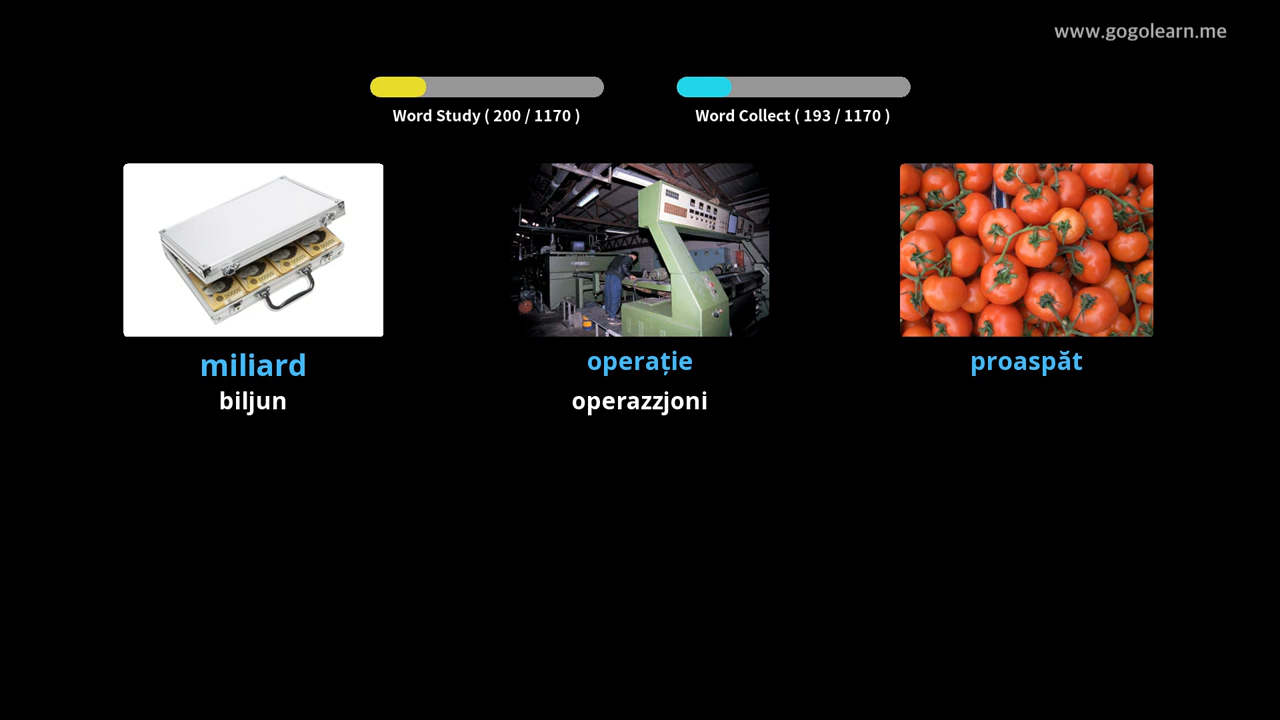 www.gogolearn.me
Word Study ( 200 / 1170 )
Word Collect ( 193 / 1170 )
miliard
operație
proaspăt
biljun
operazzjoni